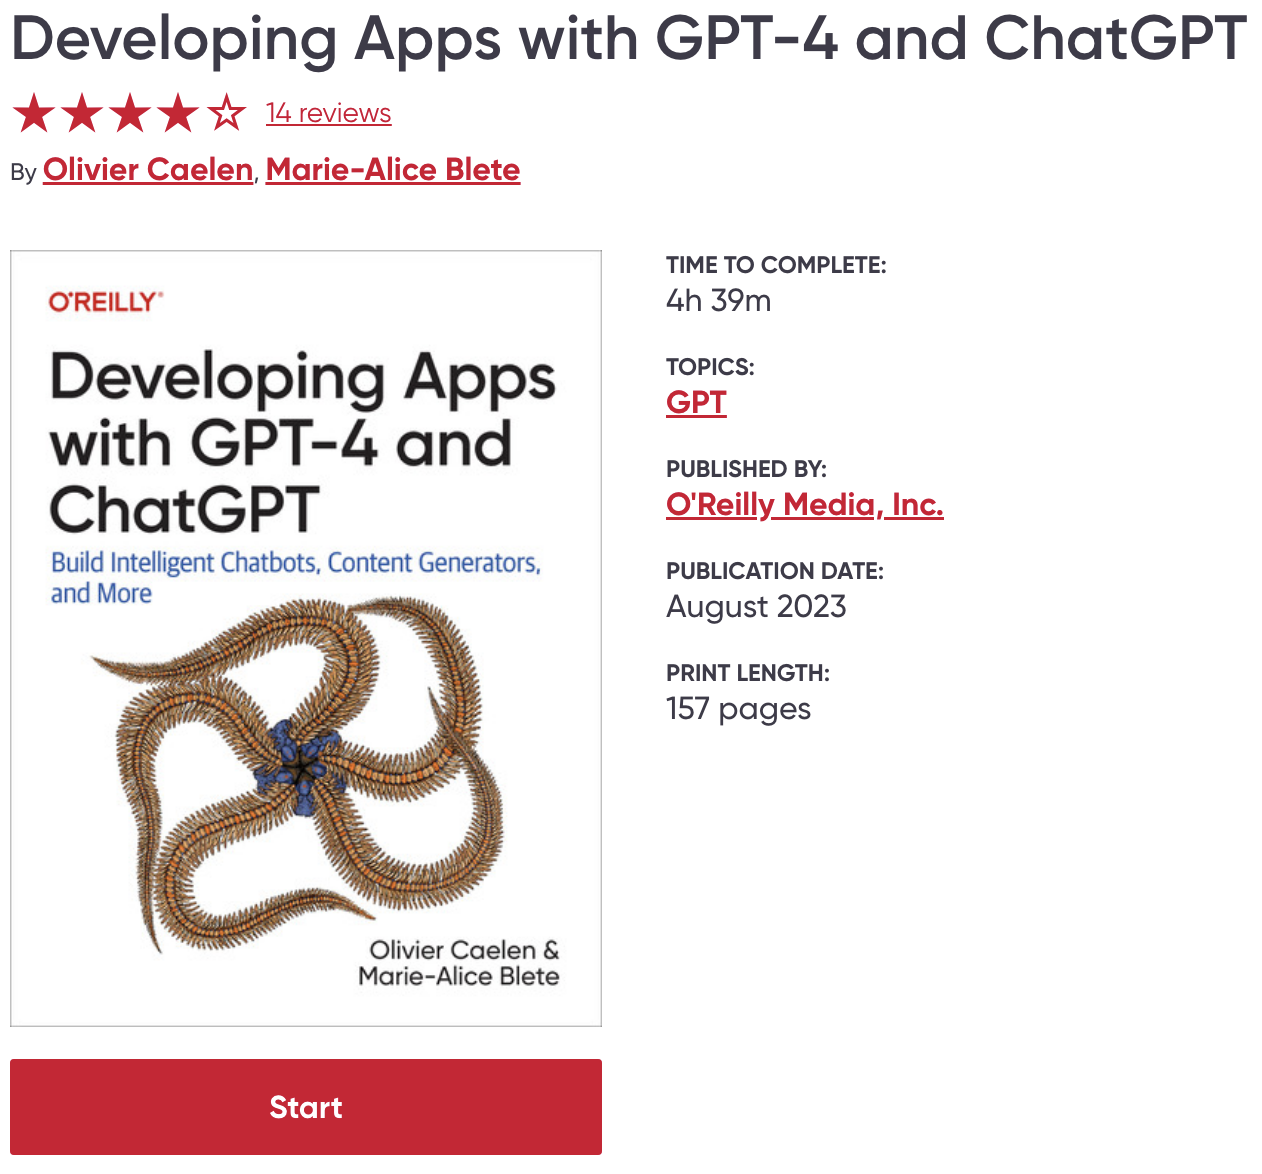 Developing Apps with GPT-4 and ChatGPT
14 reviews
By Olivier Caelen, Marie-Alice Blete
O'REILLY®
Developing Apps
with GPT-4 and
ChatGPT
Build Intelligent Chatbots, Content Generators,
and More
Olivier Caelen &
Marie-Alice Blete
Start
TIME TO COMPLETE:
4h 39m
TOPICS:
GPT
PUBLISHED BY:
O'Reilly Media, Inc.
PUBLICATION DATE:
August 2023
PRINT LENGTH:
157 pages